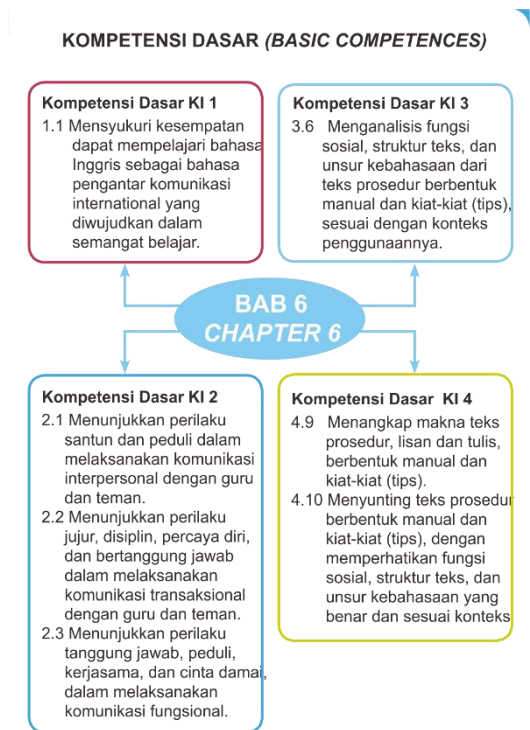 KOMPETENSI DASAR (BASIC COMPETENCES)
Kompetensi Dasar KI 1
1.1 Mensyukuri kesempatan
dapat mempelajari bahasa
Inggris sebagai bahasa
pengantar komunikasi
international yang
diwujudkan dalam
semangat belajar.
Kompetensi Dasar KI 3
3.6 Menganalisis fungsi
sosial, struktur teks, dan
unsur kebahasaan dari
teks prosedur berbentuk
manual dan kiat-kiat (tips),
sesuai dengan konteks
penggunaannya.
BAB 6
CHAPTER 6
Kompetensi Dasar KI 2
2.1 Menunjukkan perilaku
santun dan peduli dalam
melaksanakan komunikasi
interpersonal dengan guru
dan teman.
2.2 Menunjukkan perilaku
jujur, disiplin, percaya diri,
dan bertanggung jawab
dalam melaksanakan
komunikasi transaksional
dengan guru dan teman.
2.3 Menunjukkan perilaku
tanggung jawab, peduli,
kerjasama, dan cinta damai,
dalam melaksanakan
komunikasi fungsional.
Kompetensi Dasar KI 4
4.9 Menangkap makna teks
prosedur, lisan dan tulis,
berbentuk manual dan
kiat-kiat (tips).
4.10 Menyunting teks prosedur
berbentuk manual dan
kiat-kiat (tips), dengan
memperhatikan fungsi
sosial, struktur teks, dan
unsur kebahasaan yang
benar dan sesuai konteks